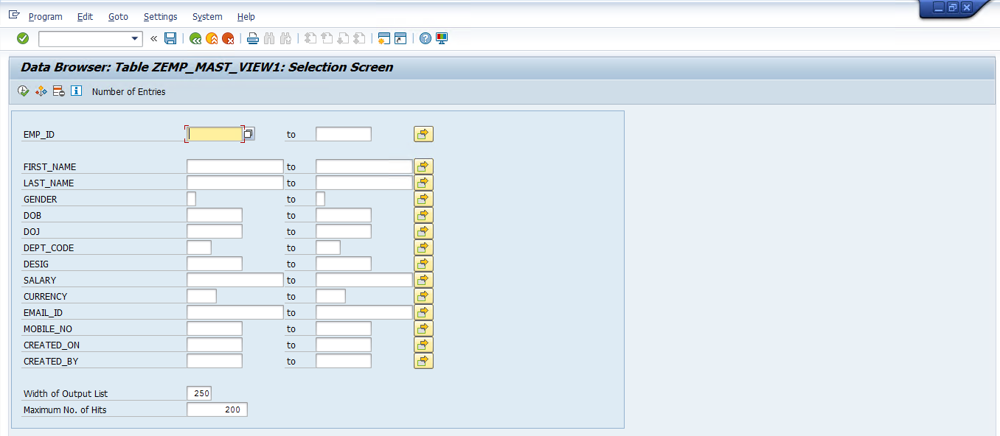 Program Edit Goto Settings System Help
Data Browser: Table ZEMP_MAST_VIEW1: Selection Screen
Number of Entries
EMP_ID to
FIRST_NAME to
LAST_NAME to
GENDER to
DOB to
DOJ to
DEPT_CODE to
DESIG to
SALARY to
CURRENCY to
EMAIL_ID to
MOBILE_NO to
CREATED_ON to
CREATED_BY to
Width of Output List 250
Maximum No. of Hits 200